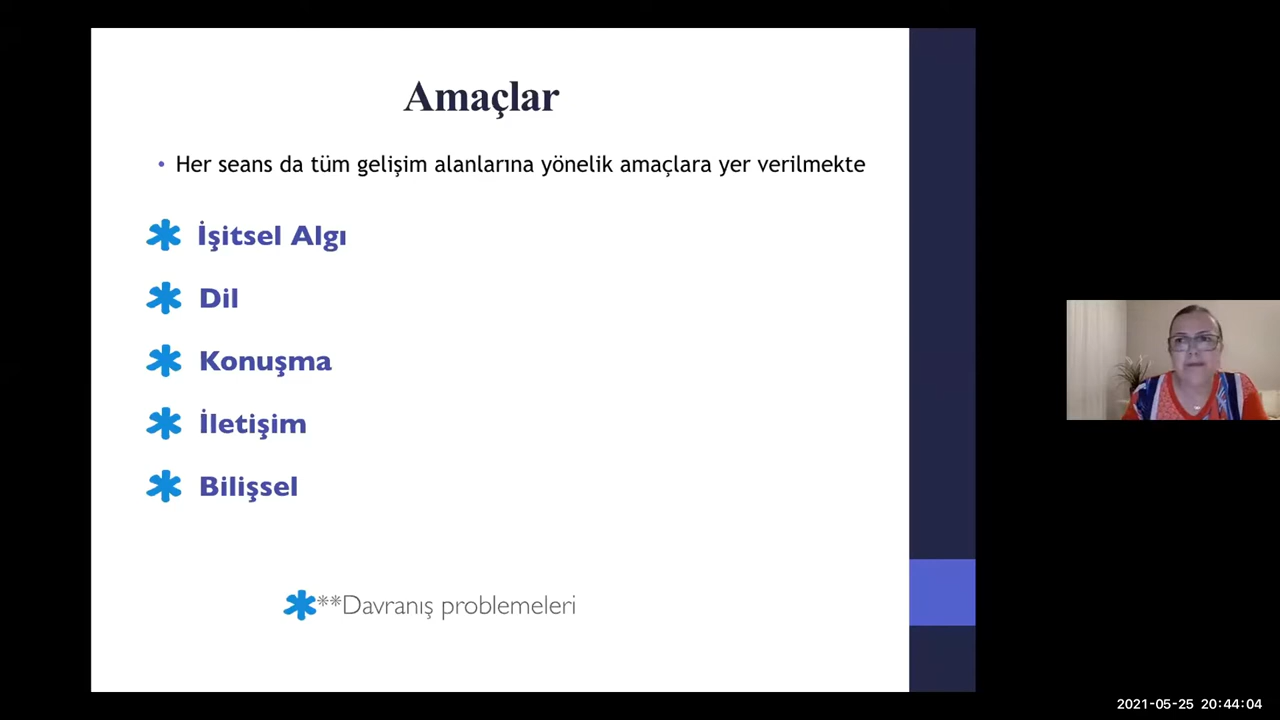 Amaçlar
• Her seans da tüm gelişim alanlarına yönelik amaçlara yer verilmekte
İşitsel Algı
Dil
Konuşma
İletişim
Bilişsel
**Davranış problemeleri
2021-05-25 20:44:04